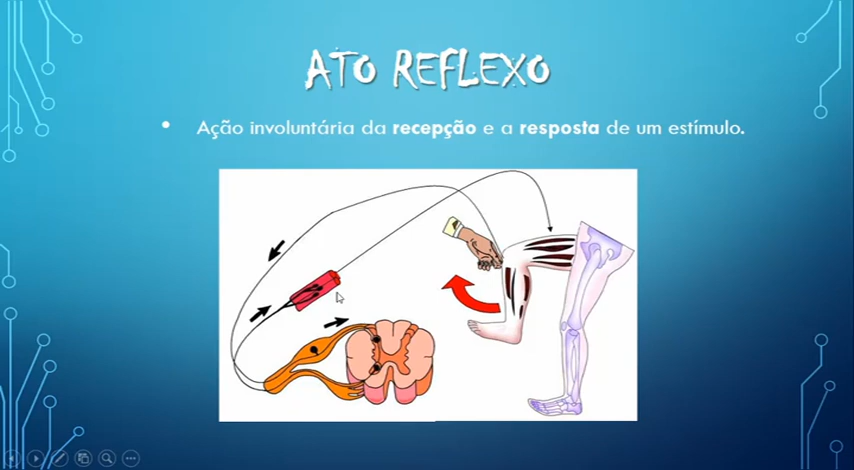 ATO REFLEXO
• Ação involuntária da recepção e a resposta de um estímulo.